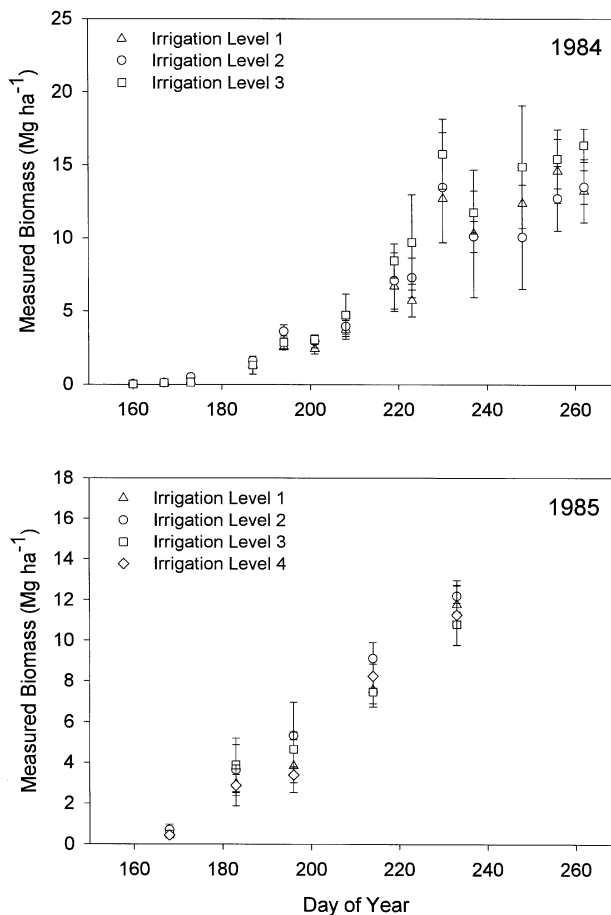 25
20
15
10
5
0
Measured Biomass (Mg ha⁻¹)
Irrigation Level 1
Irrigation Level 2
Irrigation Level 3
1984
160 180 200 220 240 260
18
16
14
12
10
8
6
4
2
0
Measured Biomass (Mg ha⁻¹)
Irrigation Level 1
Irrigation Level 2
Irrigation Level 3
Irrigation Level 4
1985
160 180 200 220 240 260
Day of Year